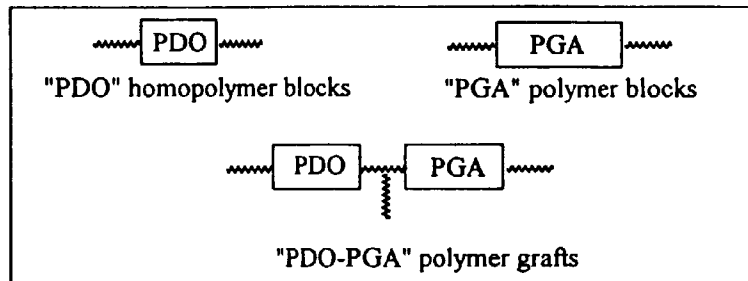 PDO PGA
"PDO" homopolymer blocks "PGA" polymer blocks
PDO PGA
"PDO-PGA" polymer grafts